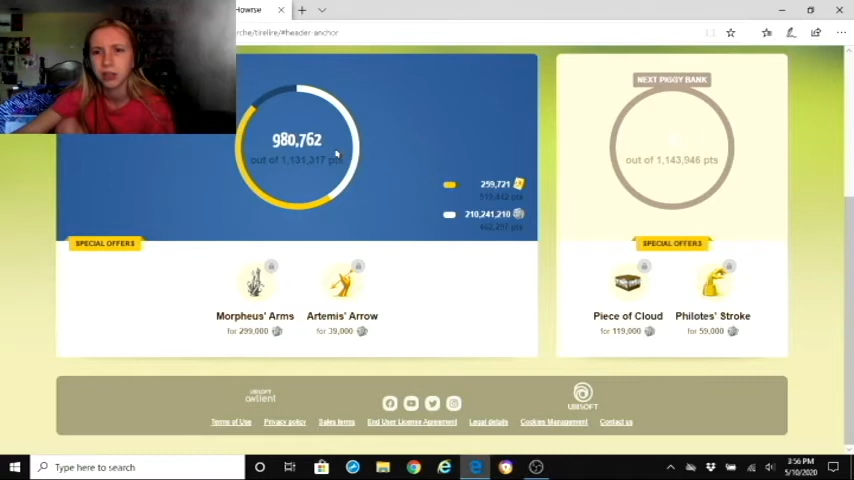 Howrse
rche/tirelire/#header-anchor
NEXT PIGGY BANK
980,762
out of 1,131,317 pts
out of 1,143,946 pts
259,721
210,241,210
SPECIAL OFFERS
SPECIAL OFFERS
Morpheus' Arms
Artemis' Arrow
Piece of Cloud
Philotes' Stroke
for 299,000
for 39,000
for 119,000
for 59,000
UBISOFT
owlient
UBISOFT
Terms of Use
Privacy policy
Sales terms
End User License Agreement
Legal details
Cookies Management
Contact us
Type here to search
3:56 PM
5/10/2020